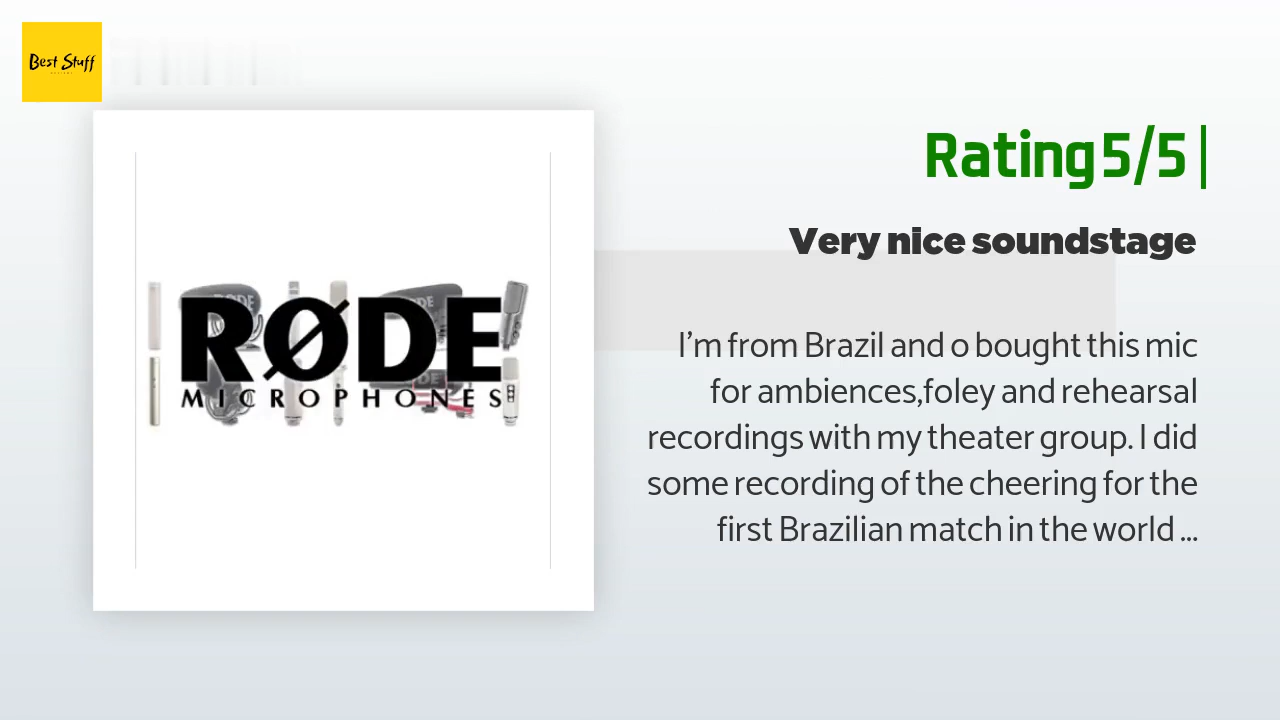 Best Stuff
Rating 5/5 |
Very nice soundstage
RØDE
MICROPHONES
I'm from Brazil and o bought this mic
for ambiences,foley and rehearsal
recordings with my theater group. I did
some recording of the cheering for the
first Brazilian match in the world ...